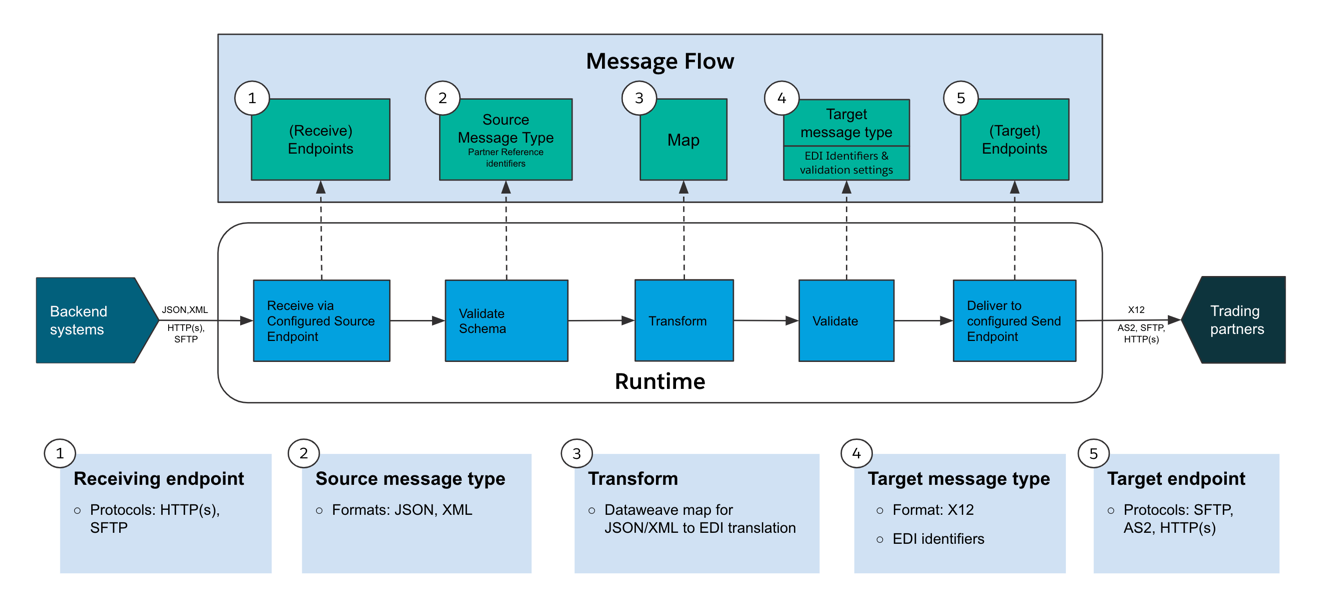 Message Flow
1
(Receive)
Endpoints
2
Source
Message Type
Partner Reference
identifiers
3
Map
4
Target
message type
EDI Identifiers &
validation settings
5
(Target)
Endpoints
Backend
systems
JSON,XML
HTTP(s),
SFTP
Receive via
Configured Source
Endpoint
Validate
Schema
Transform
Validate
Deliver to
configured Send
Endpoint
X12
AS2, SFTP,
HTTP(s)
Trading
partners
Runtime
1
Receiving endpoint
○ Protocols: HTTP(s),
SFTP
2
Source message type
○ Formats: JSON, XML
3
Transform
○ Dataweave map for
JSON/XML to EDI translation
4
Target message type
○ Format: X12
○ EDI identifiers
5
Target endpoint
○ Protocols: SFTP,
AS2, HTTP(s)